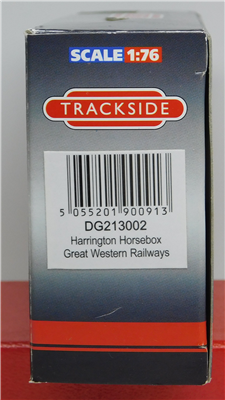 SCALE 1:76
TRACKSIDE
5 055201 900913
DG213002
Harrington Horsebox
Great Western Railways